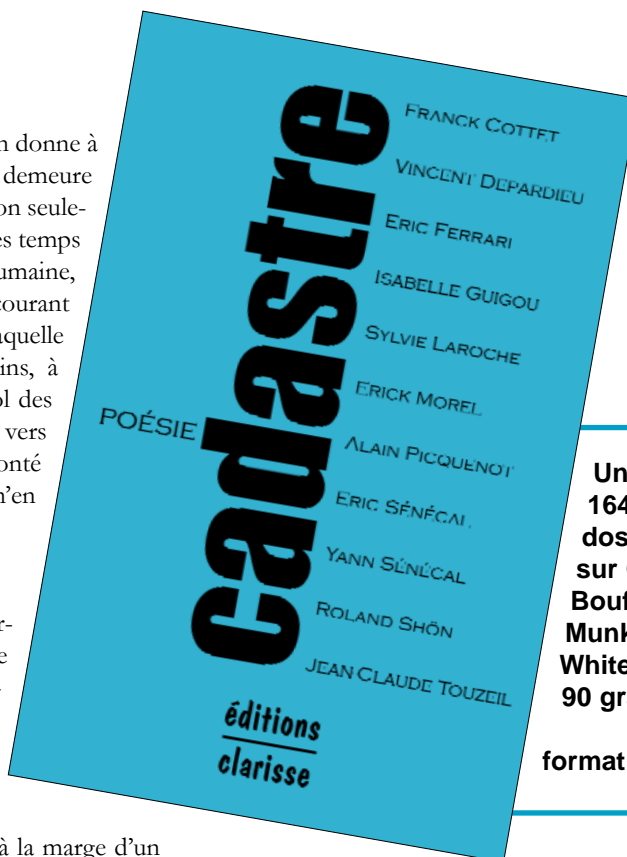 n donne à
demeure
on seule-
es temps
umaine,
courant
aquelle
ins, à
ol des
vers
onté
n'en
r-
e
à la marge d'un
cadastre
POÉSIE
FRANCK COTTET
VINCENT DEPARDIEU
ERIC FERRARI
ISABELLE GUIGOU
SYLVIE LAROCHE
ERICK MOREL
ALAIN PICQUENOT
ERIC SÉNÉCAL
YANN SÉNÉCAL
ROLAND SHÖN
JEAN CLAUDE TOUZEIL
éditions
clarisse
Un
164
dos
sur
Bouf
Munk
White
90 gr
format